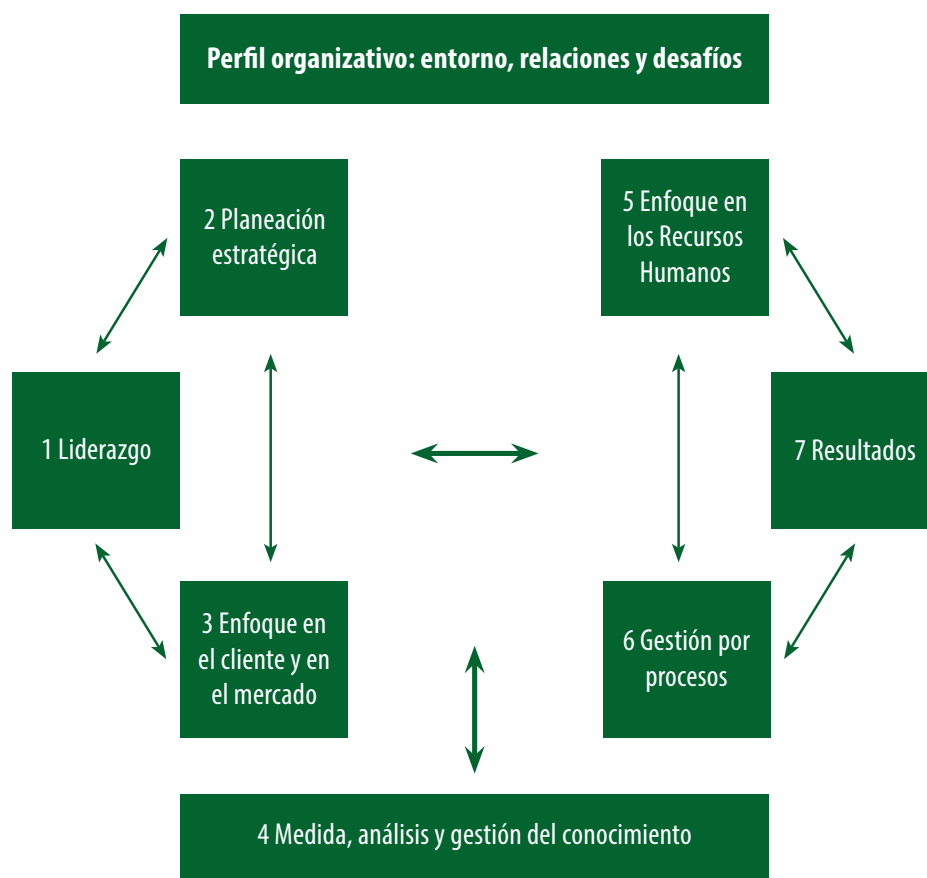 Perfil organizativo: entorno, relaciones y desafíos
2 Planeación
estratégica
5 Enfoque en
los Recursos
Humanos
1 Liderazgo
7 Resultados
3 Enfoque en
el cliente y en
el mercado
6 Gestión por
procesos
4 Medida, análisis y gestión del conocimiento